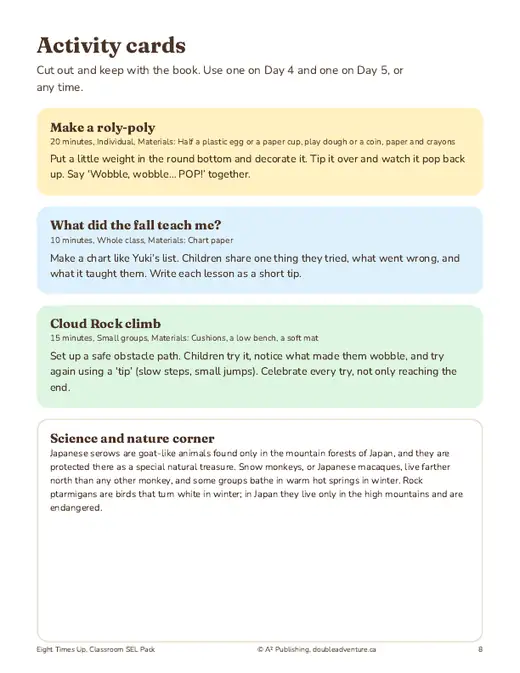 Activity cards
Cut out and keep with the book. Use one on Day 4 and one on Day 5, or
any time.
Make a roly-poly
20 minutes, Individual, Materials: Half a plastic egg or a paper cup, play dough or a coin, paper and crayons
Put a little weight in the round bottom and decorate it. Tip it over and watch it pop back
up. Say ‘Wobble, wobble... POP!’ together.
What did the fall teach me?
10 minutes, Whole class, Materials: Chart paper
Make a chart like Yuki's list. Children share one thing they tried, what went wrong, and
what it taught them. Write each lesson as a short tip.
Cloud Rock climb
15 minutes, Small groups, Materials: Cushions, a low bench, a soft mat
Set up a safe obstacle path. Children try it, notice what made them wobble, and try
again using a ‘tip’ (slow steps, small jumps). Celebrate every try, not only reaching the
end.
Science and nature corner
Japanese serows are goat-like animals found only in the mountain forests of Japan, and they are
protected there as a special natural treasure. Snow monkeys, or Japanese macaques, live farther
north than any other monkey, and some groups bathe in warm hot springs in winter. Rock
ptarmigans are birds that turn white in winter; in Japan they live only in the high mountains and are
endangered.
Eight Times Up, Classroom SEL Pack
© A² Publishing, doubleadventure.ca
8